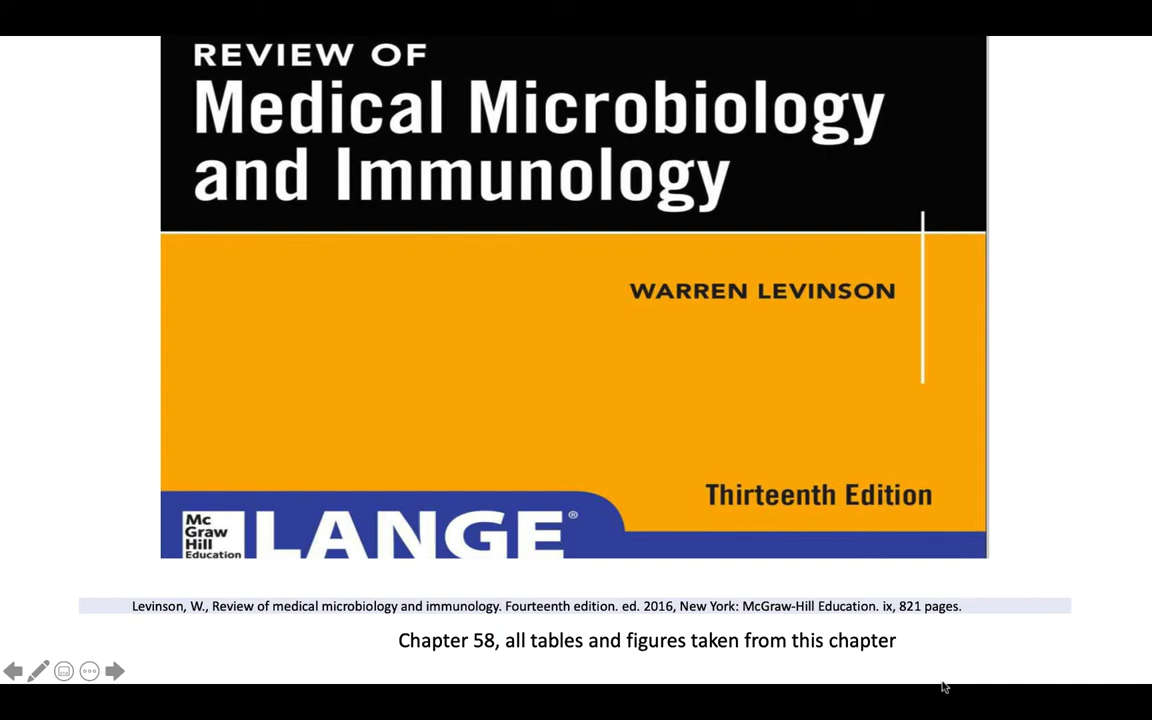 REVIEW OF
Medical Microbiology
and Immunology
WARREN LEVINSON
Thirteenth Edition
Mc
Graw
Hill
Education
LANGE®
Levinson, W., Review of medical microbiology and immunology. Fourteenth edition. ed. 2016, New York: McGraw-Hill Education. ix, 821 pages.
Chapter 58, all tables and figures taken from this chapter